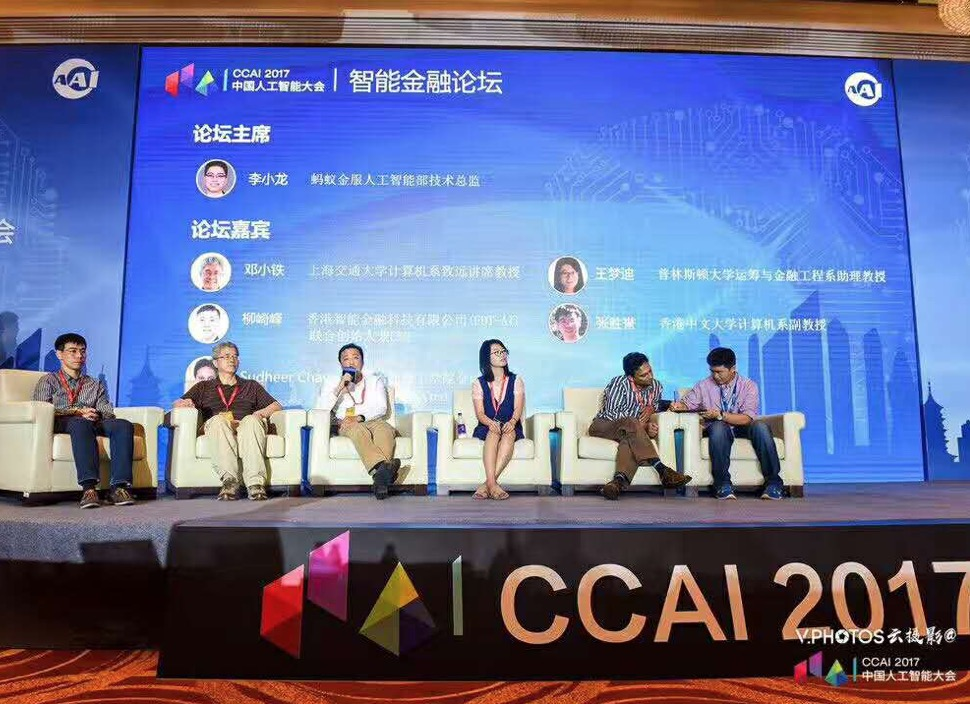 AAI
CCAI 2017
中国人工智能大会
智能金融论坛
AAI
论坛主席
李小龙 蚂蚁金服人工智能部技术总监
论坛嘉宾
会
邓小铁 上海交通大学计算机系致远讲席教授
王梦迪 普林斯顿大学运筹与金融工程系助理教授
柳崎峰 香港智能金融科技有限公司
联合创始人兼
张胜誉 香港中文大学计算机系副教授
Sudheer Chav
CCAI 2017
V.PHOTOS云摄影@
CCAI 2017
中国人工智能大会